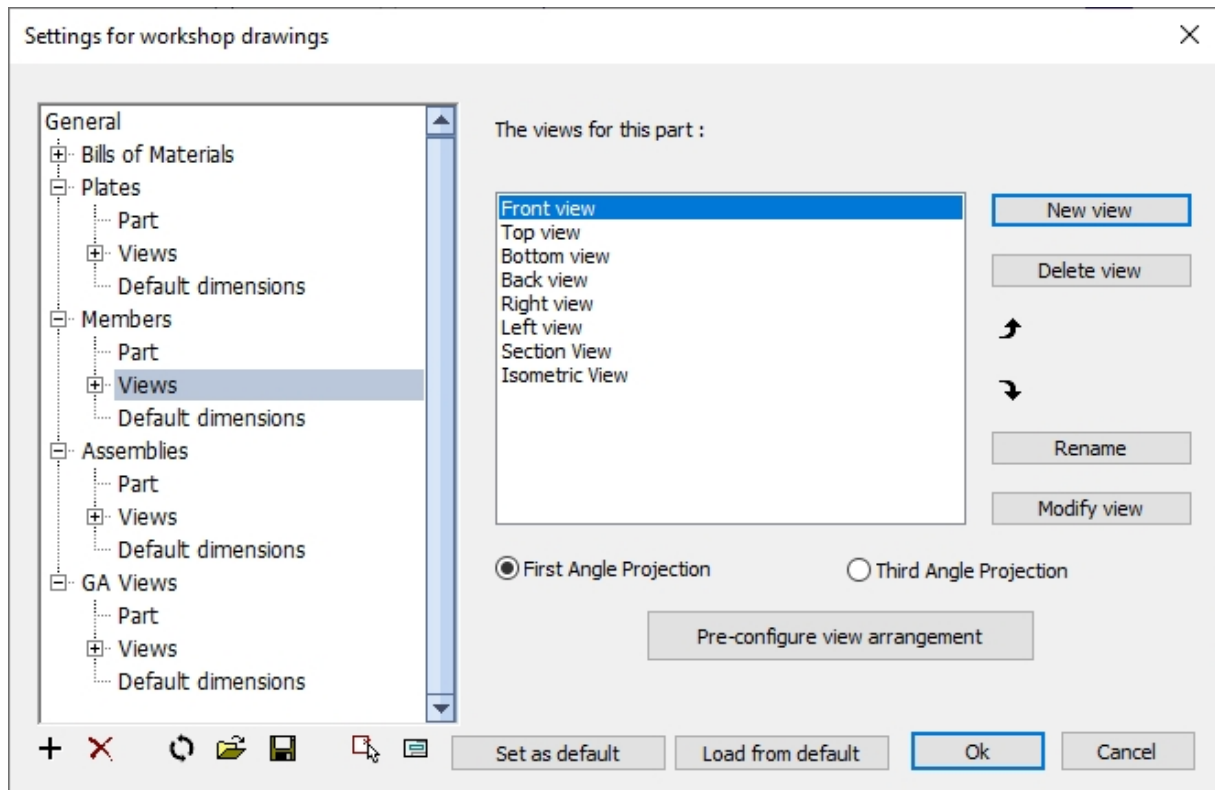 Settings for workshop drawings
General
Bills of Materials
Plates
Part
Views
Default dimensions
Members
Part
Views
Default dimensions
Assemblies
Part
Views
Default dimensions
GA Views
Part
Views
Default dimensions
The views for this part :
Front view
Top view
Bottom view
Back view
Right view
Left view
Section View
Isometric View
New view
Delete view
Rename
Modify view
First Angle Projection
Third Angle Projection
Pre-configure view arrangement
Set as default
Load from default
Ok
Cancel